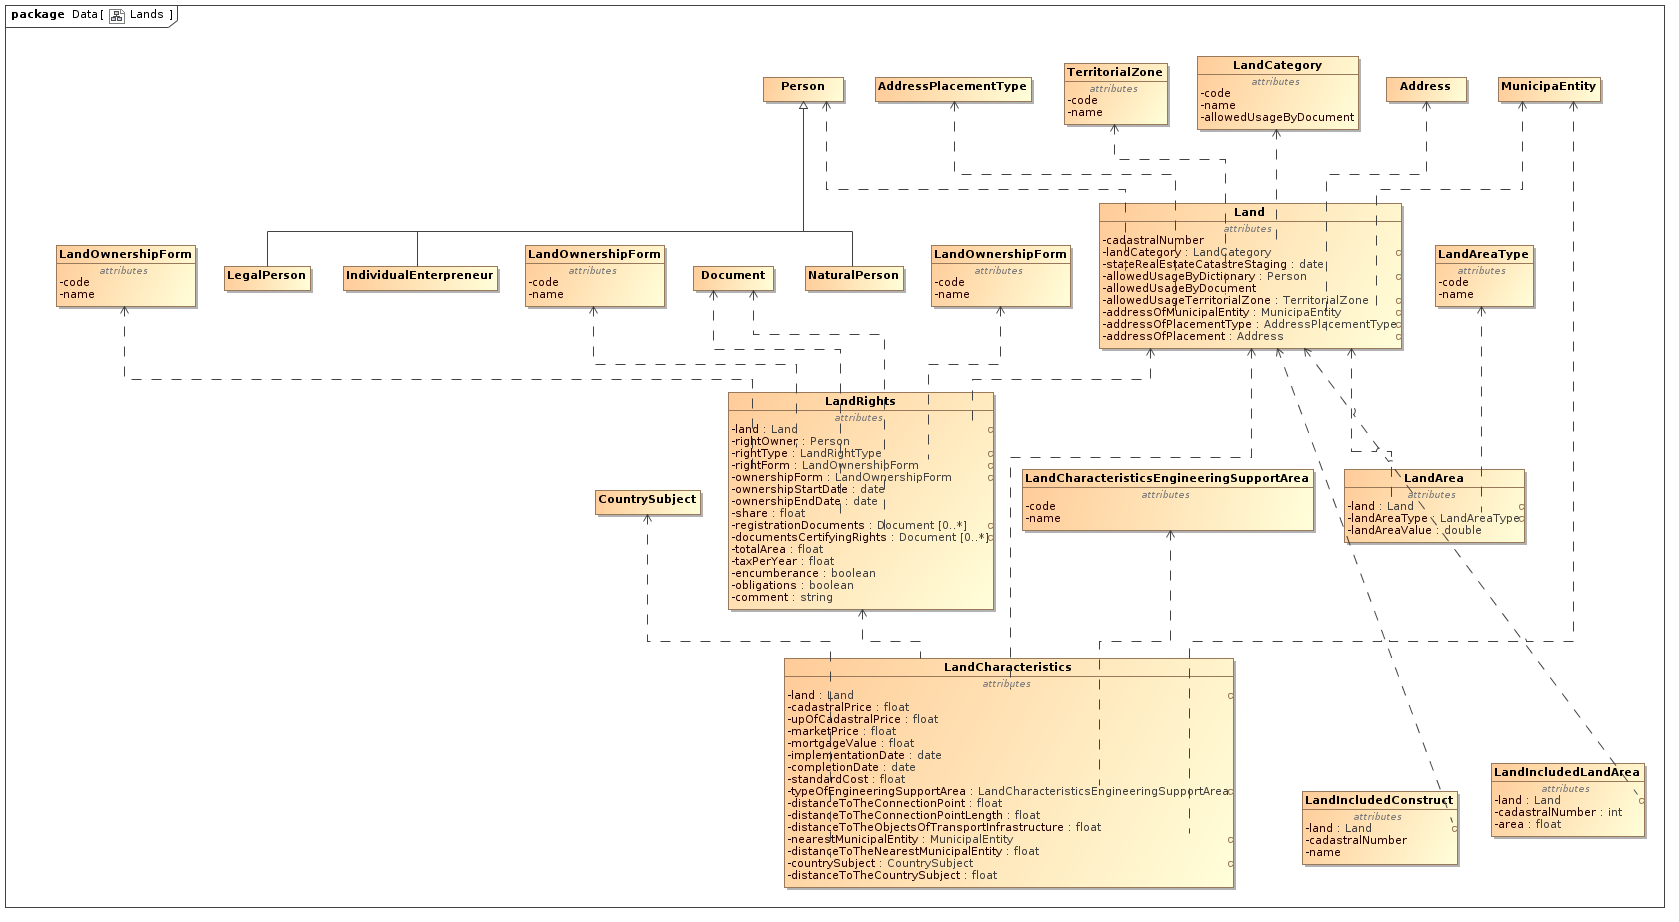 package Data[ Lands ]
Person
AddressPlacementType
TerritorialZone
attributes
-code
-name
LandCategory
attributes
-code
-name
-allowedUsageByDocument
Address
MunicipaEntity
LandOwnershipForm
attributes
-code
-name
LegalPerson
IndividualEnterpreneur
LandOwnershipForm
attributes
-code
-name
Document
NaturalPerson
LandOwnershipForm
attributes
-code
-name
Land
attributes
-cadastralNumber
-landCategory : LandCategory
-stateRealEstateCatastreStaging : date
-allowedUsageByDictionary : Person
-allowedUsageByDocument
-allowedUsageTerritorialZone : TerritorialZone
-addressOfMunicipalEntity : MunicipaEntity
-addressOfPlacementType : AddressPlacementType
-addressOfPlacement : Address
LandAreaType
attributes
-code
-name
LandRights
attributes
-land : Land
-rightOwner : Person
-rightType : LandRightType
-rightForm : LandOwnershipForm
-ownershipForm : LandOwnershipForm
-ownershipStartDate : date
-ownershipEndDate : date
-share : float
-registrationDocuments : Document [0..*]
-documentsCertifyingRights : Document [0..*]
-totalArea : float
-taxPerYear : float
-encumberance : boolean
-obligations : boolean
-comment : string
CountrySubject
LandCharacteristicsEngineeringSupportArea
attributes
-code
-name
LandArea
attributes
-land : Land
-landAreaType : LandAreaType
-landAreaValue : double
LandCharacteristics
attributes
-land : Land
-cadastralPrice : float
-upOfCadastralPrice : float
-marketPrice : float
-mortgageValue : float
-implementationDate : date
-completionDate : date
-standardCost : float
-typeOfEngineeringSupportArea : LandCharacteristicsEngineeringSupportArea
-distanceToTheConnectionPoint : float
-distanceToTheConnectionPointLength : float
-distanceToTheObjectsOfTransportInfrastructure : float
-nearestMunicipalEntity : MunicipalEntity
-distanceToTheNearestMunicipalEntity : float
-countrySubject : CountrySubject
-distanceToTheCountrySubject : float
LandIncludedConstruct
attributes
-land : Land
-cadastralNumber
-name
LandIncludedLandArea
attributes
-land : Land
-cadastralNumber : int
-area : float